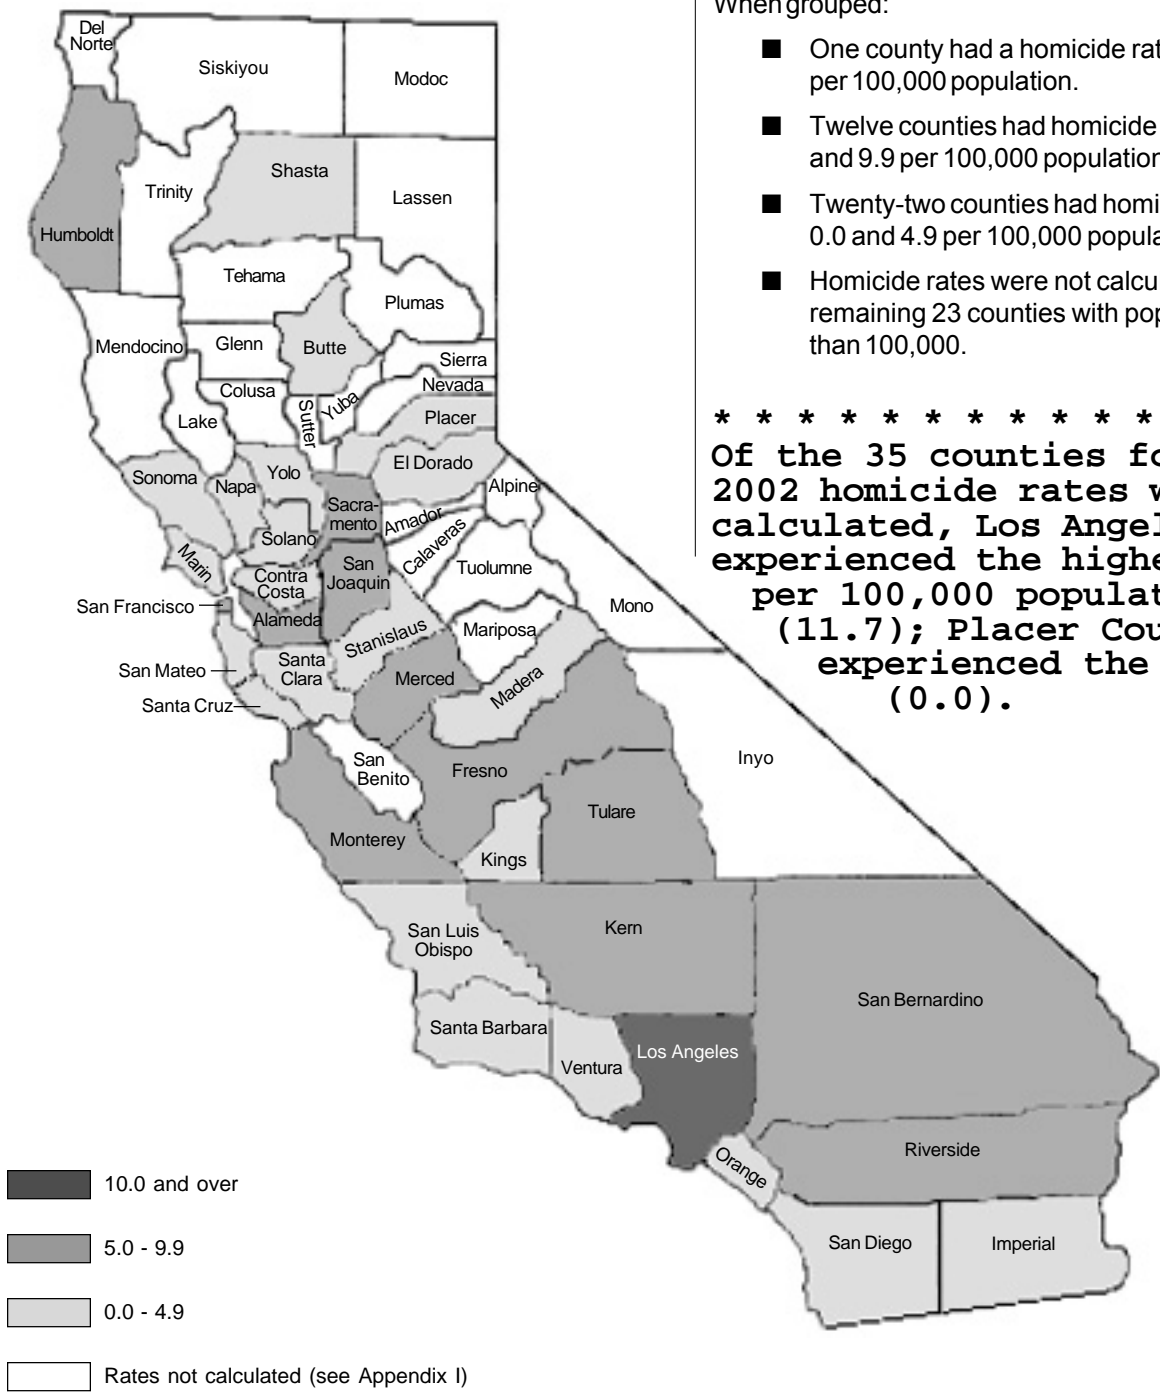 When grouped:
■ One county had a homicide rat
per 100,000 population.
■ Twelve counties had homicide
and 9.9 per 100,000 population
■ Twenty-two counties had homi
0.0 and 4.9 per 100,000 popula
■ Homicide rates were not calcu
remaining 23 counties with pop
than 100,000.
* * * * * * * * * * * *
Of the 35 counties fo
2002 homicide rates w
calculated, Los Angel
experienced the highe
per 100,000 populat
(11.7); Placer Cou
experienced the
(0.0).
Del
Norte
Siskiyou
Modoc
Shasta
Trinity
Lassen
Humboldt
Tehama
Plumas
Mendocino
Glenn
Butte
Sierra
Colusa
Nevada
Lake
Sutter
Yuba
Placer
Sonoma
Napa
Yolo
El Dorado
Alpine
Sacra-
mento
Amador
Solano
Calaveras
Marin
Contra
Costa
San
Joaquin
Tuolumne
San Francisco
Alameda
Mono
Stanislaus
Mariposa
San Mateo
Santa
Clara
Merced
Madera
Santa Cruz
San
Benito
Fresno
Inyo
Tulare
Monterey
Kings
San Luis
Obispo
Kern
San Bernardino
Santa Barbara
Ventura
Los Angeles
Orange
Riverside
San Diego
Imperial
10.0 and over
5.0 - 9.9
0.0 - 4.9
Rates not calculated (see Appendix I)